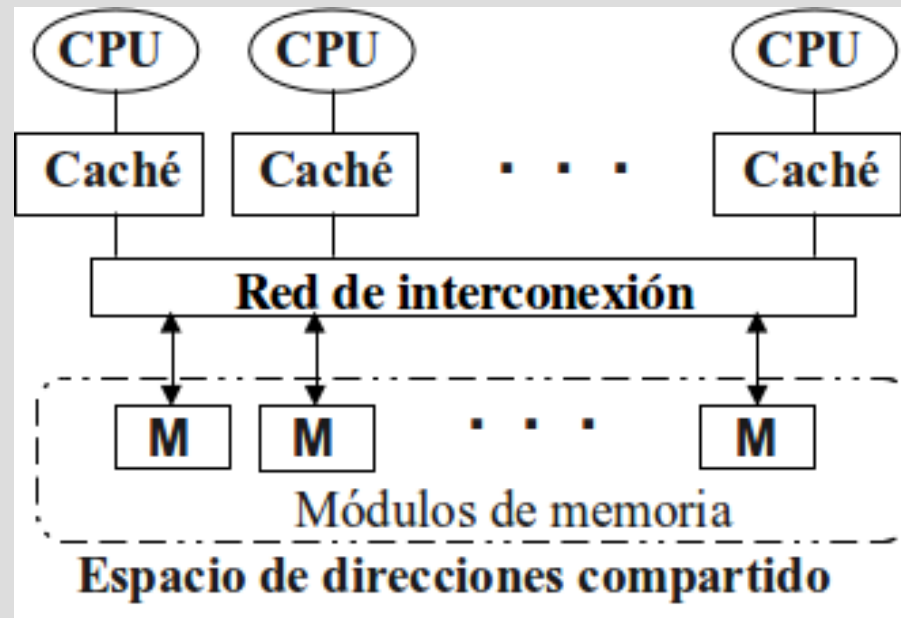 CPU CPU CPU
Caché Caché . . . Caché
Red de interconexión
M M . . . M
Módulos de memoria
Espacio de direcciones compartido